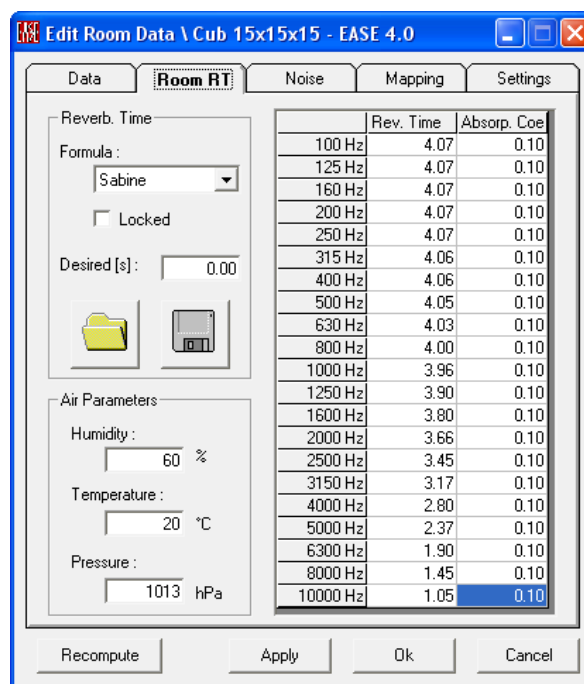 EASE Edit Room Data \ Cub 15x15x15 - EASE 4.0
Data Room RT Noise Mapping Settings
Reverb. Time
Formula :
Sabine
Locked
Desired [s] : 0.00
Air Parameters
Humidity :
60 %
Temperature :
20 °C
Pressure :
1013 hPa
Rev. Time Absorp. Coe
100 Hz 4.07 0.10
125 Hz 4.07 0.10
160 Hz 4.07 0.10
200 Hz 4.07 0.10
250 Hz 4.07 0.10
315 Hz 4.06 0.10
400 Hz 4.06 0.10
500 Hz 4.05 0.10
630 Hz 4.03 0.10
800 Hz 4.00 0.10
1000 Hz 3.96 0.10
1250 Hz 3.90 0.10
1600 Hz 3.80 0.10
2000 Hz 3.66 0.10
2500 Hz 3.45 0.10
3150 Hz 3.17 0.10
4000 Hz 2.80 0.10
5000 Hz 2.37 0.10
6300 Hz 1.90 0.10
8000 Hz 1.45 0.10
10000 Hz 1.05 0.10
Recompute Apply Ok Cancel